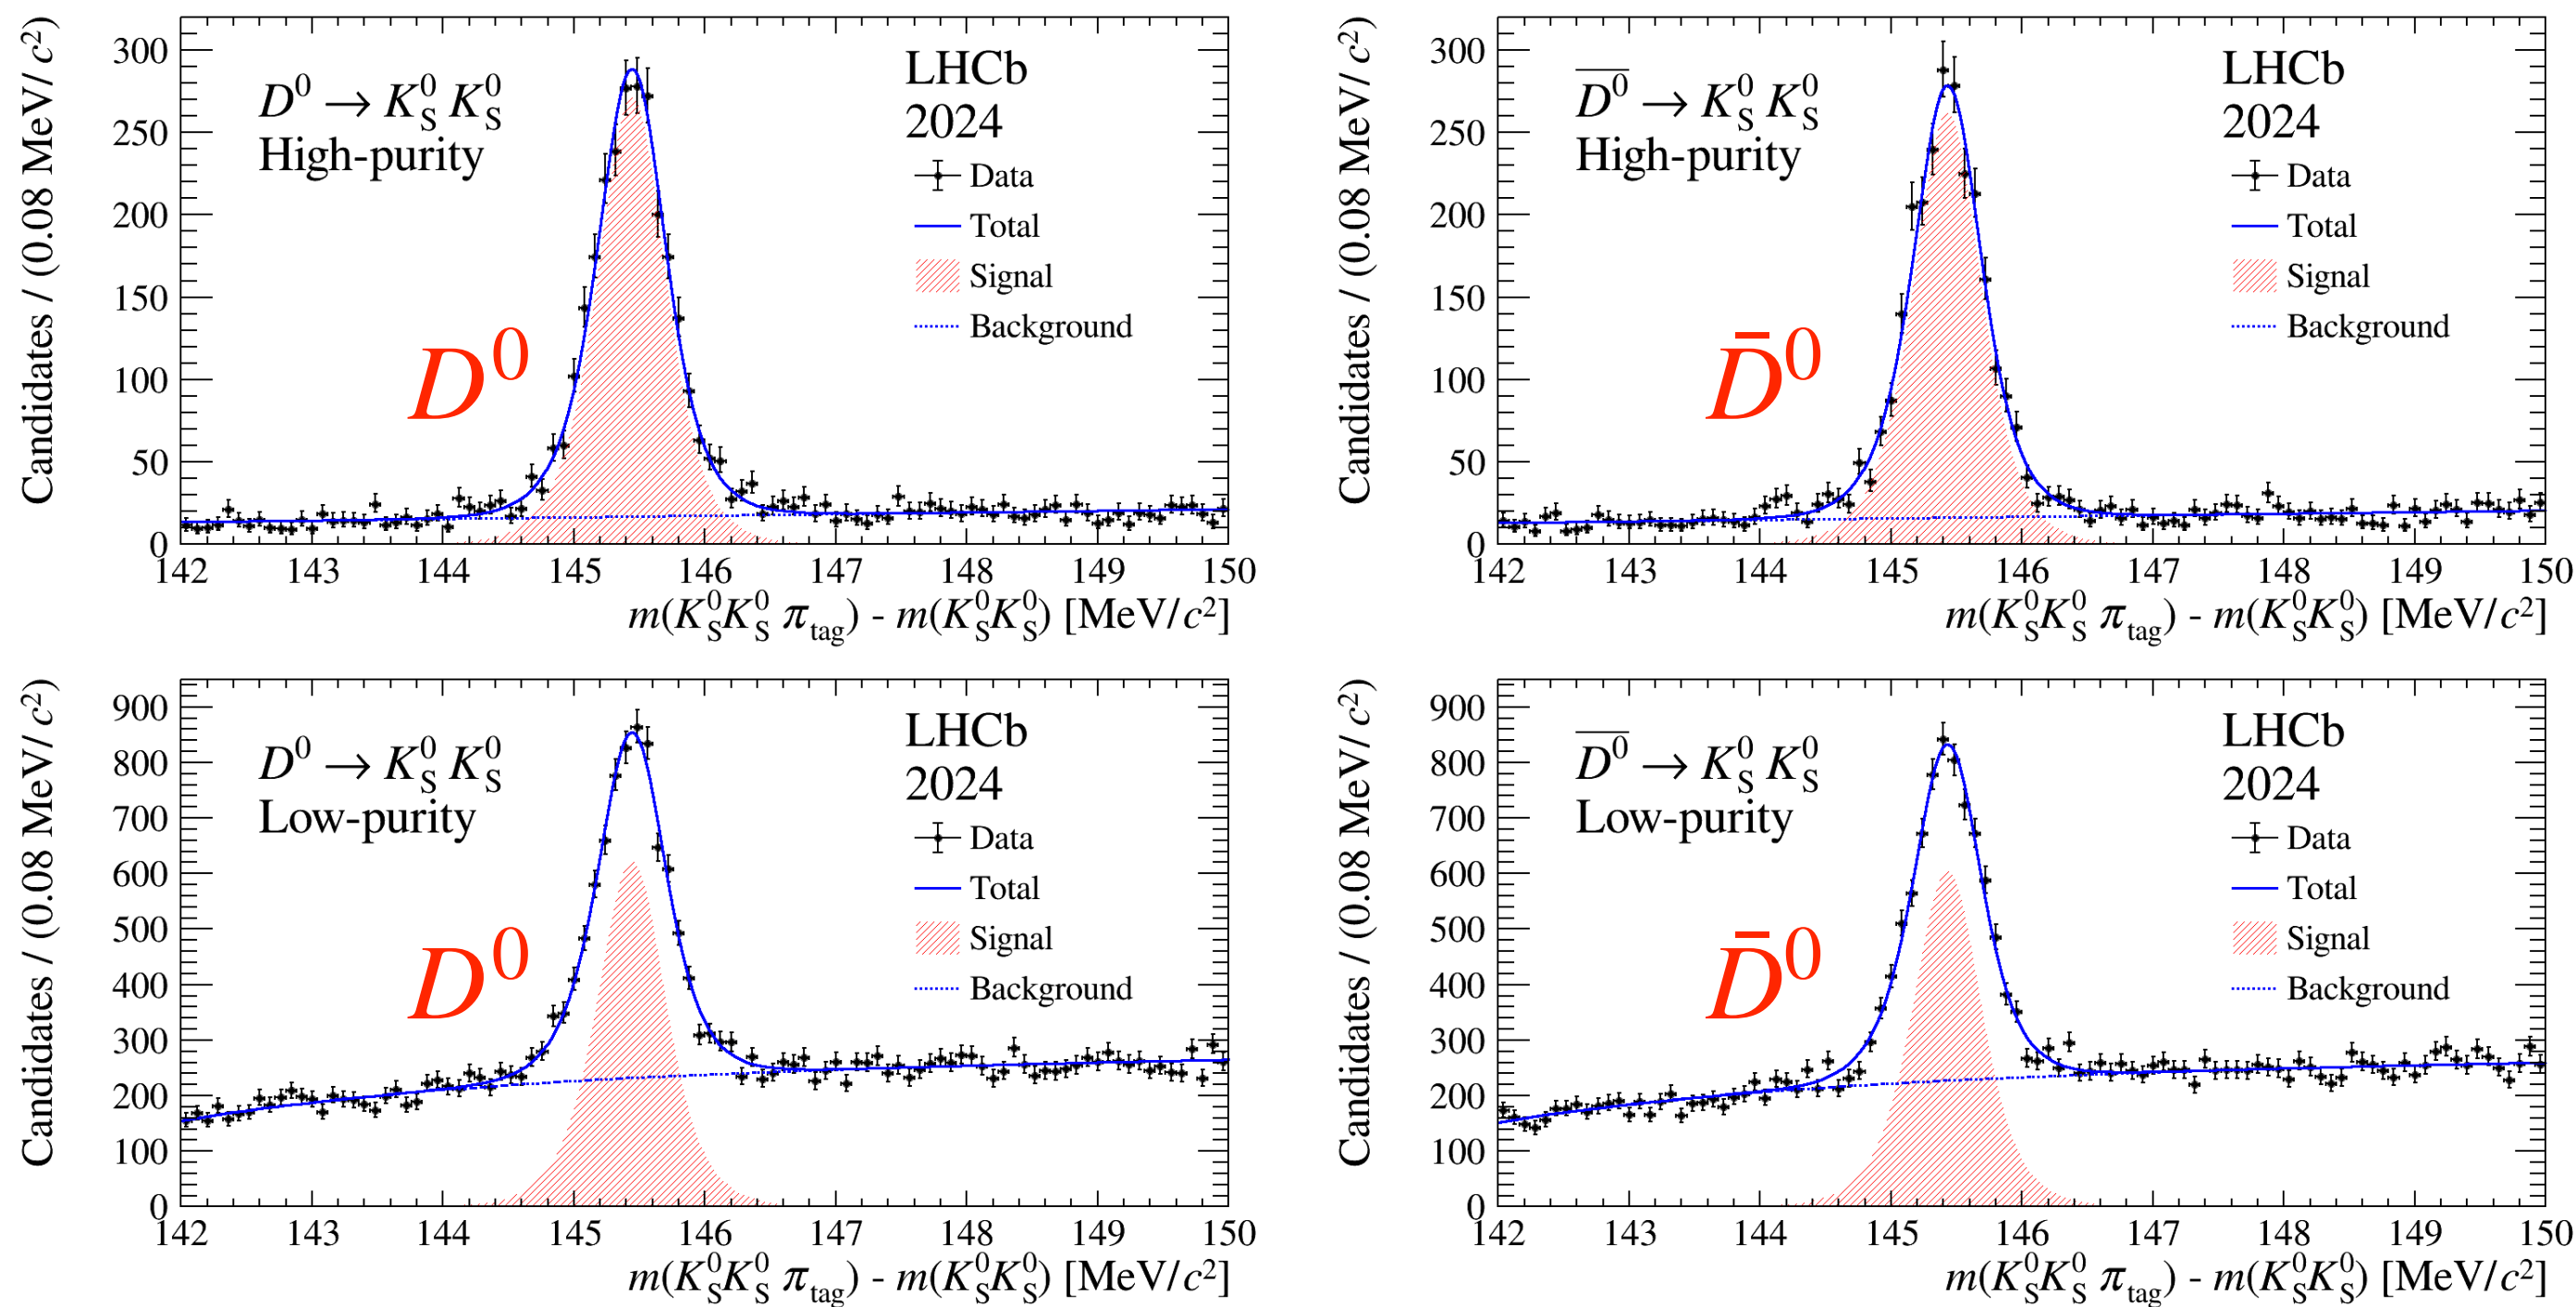 Candidates / (0.08 MeV/c²)
300
250
200
150
100
50
0
D⁰ → K⁰S K⁰S
High-purity
LHCb
2024
Data
Total
Signal
Background
D⁰
142 143 144 145 146 147 148 149 150
m(K⁰SK⁰S πtag) - m(K⁰SK⁰S) [MeV/c²]
Candidates / (0.08 MeV/c²)
300
250
200
150
100
50
0
D̅⁰ → K⁰S K⁰S
High-purity
LHCb
2024
Data
Total
Signal
Background
D̄⁰
142 143 144 145 146 147 148 149 150
m(K⁰SK⁰S πtag) - m(K⁰SK⁰S) [MeV/c²]
Candidates / (0.08 MeV/c²)
900
800
700
600
500
400
300
200
100
0
D⁰ → K⁰S K⁰S
Low-purity
LHCb
2024
Data
Total
Signal
Background
D⁰
142 143 144 145 146 147 148 149 150
m(K⁰SK⁰S πtag) - m(K⁰SK⁰S) [MeV/c²]
Candidates / (0.08 MeV/c²)
900
800
700
600
500
400
300
200
100
0
D̅⁰ → K⁰S K⁰S
Low-purity
LHCb
2024
Data
Total
Signal
Background
D̄⁰
142 143 144 145 146 147 148 149 150
m(K⁰SK⁰S πtag) - m(K⁰SK⁰S) [MeV/c²]